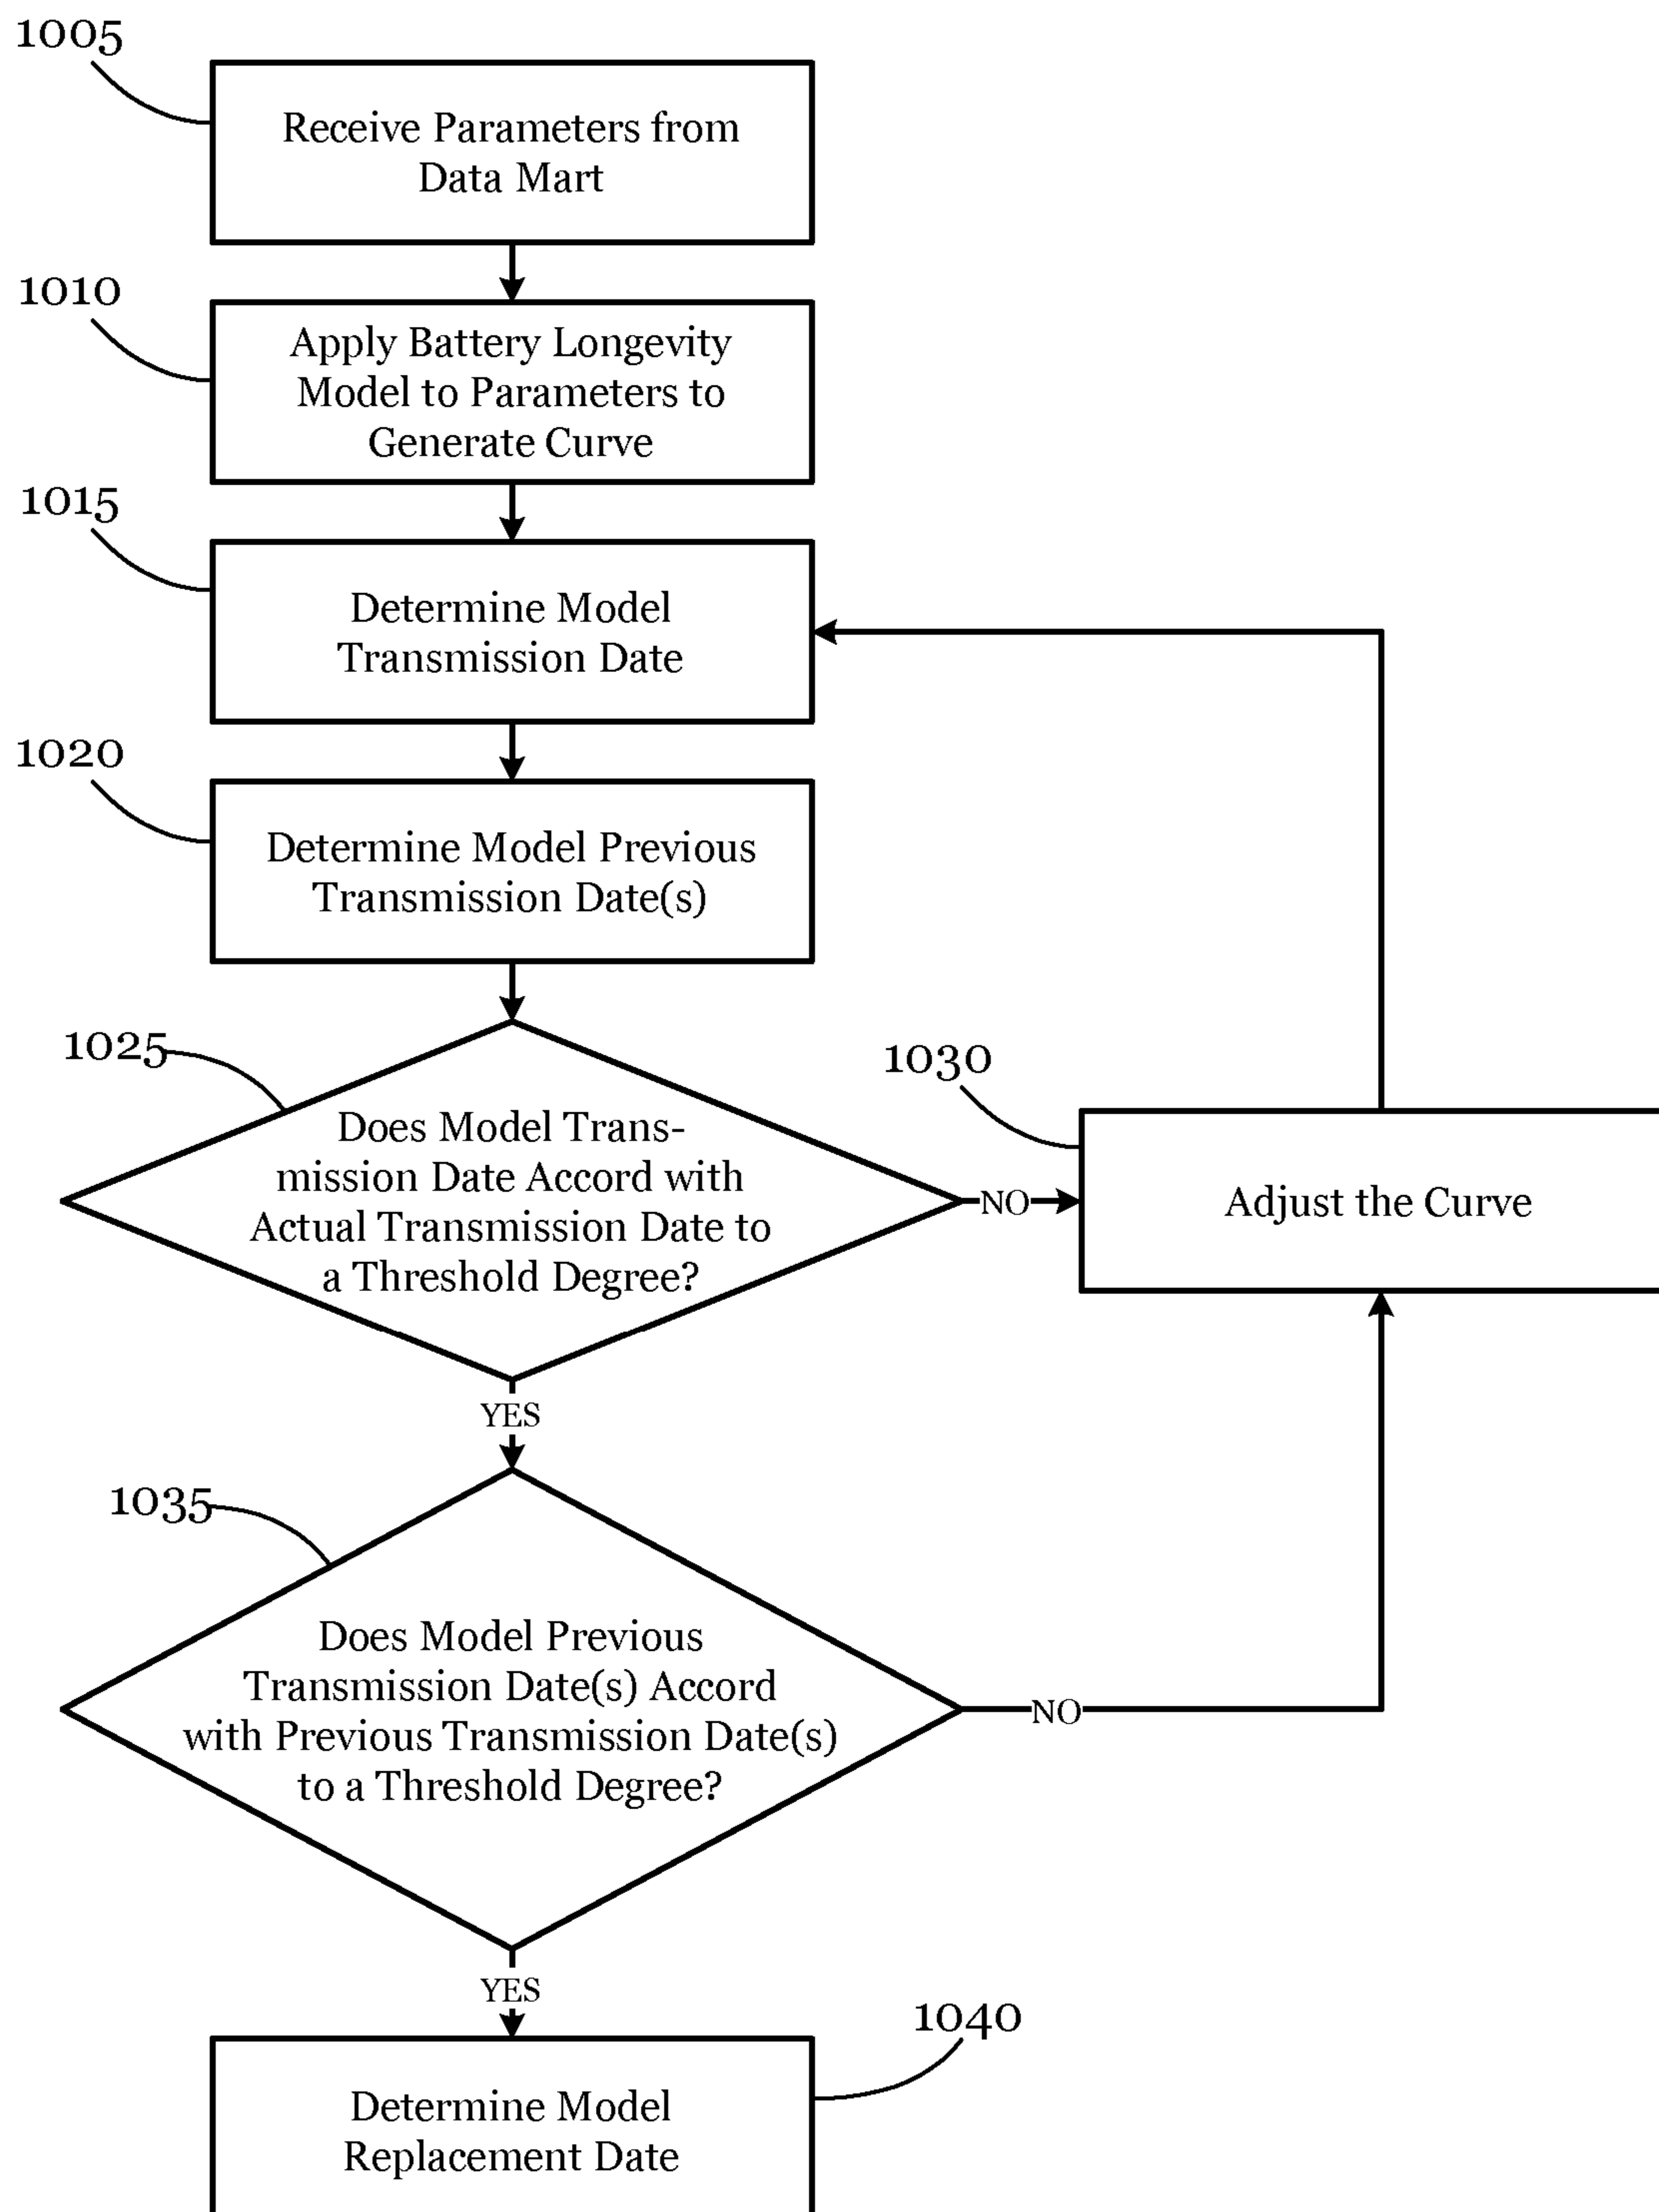 1005
Receive Parameters from
Data Mart
1010
Apply Battery Longevity
Model to Parameters to
Generate Curve
1015
Determine Model
Transmission Date
1020
Determine Model Previous
Transmission Date(s)
1025
Does Model Trans-
mission Date Accord with
Actual Transmission Date to
a Threshold Degree?
NO
1030
Adjust the Curve
YES
1035
Does Model Previous
Transmission Date(s) Accord
with Previous Transmission Date(s)
to a Threshold Degree?
NO
YES
1040
Determine Model
Replacement Date